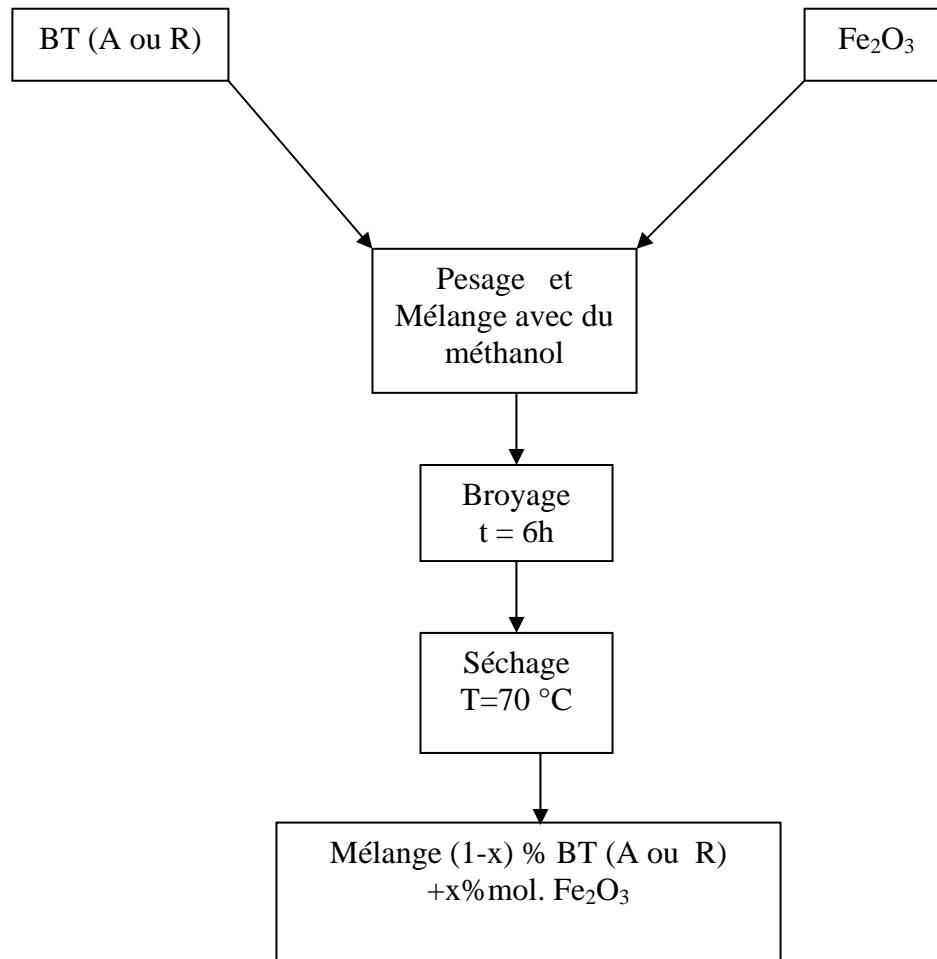 BT (A ou R)
Fe₂O₃
Pesage et
Mélange avec du
méthanol
Broyage
t = 6h
Séchage
T=70 °C
Mélange (1-x) % BT (A ou R)
+x%mol. Fe₂O₃